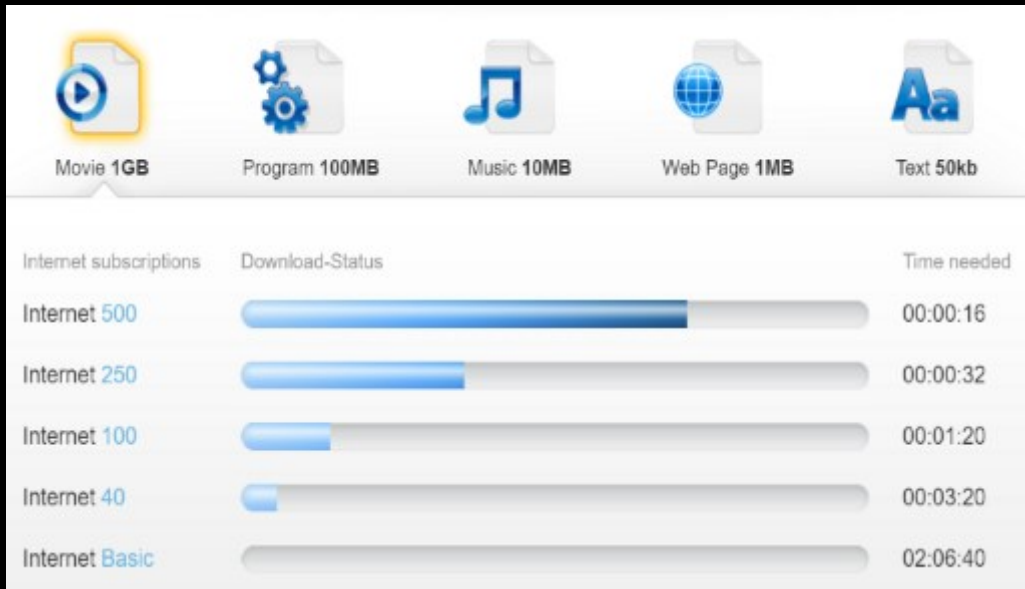 Aa
Movie 1GB Program 100MB Music 10MB Web Page 1MB Text 50kb
Internet subscriptions Download-Status Time needed
Internet 500 00:00:16
Internet 250 00:00:32
Internet 100 00:01:20
Internet 40 00:03:20
Internet Basic 02:06:40